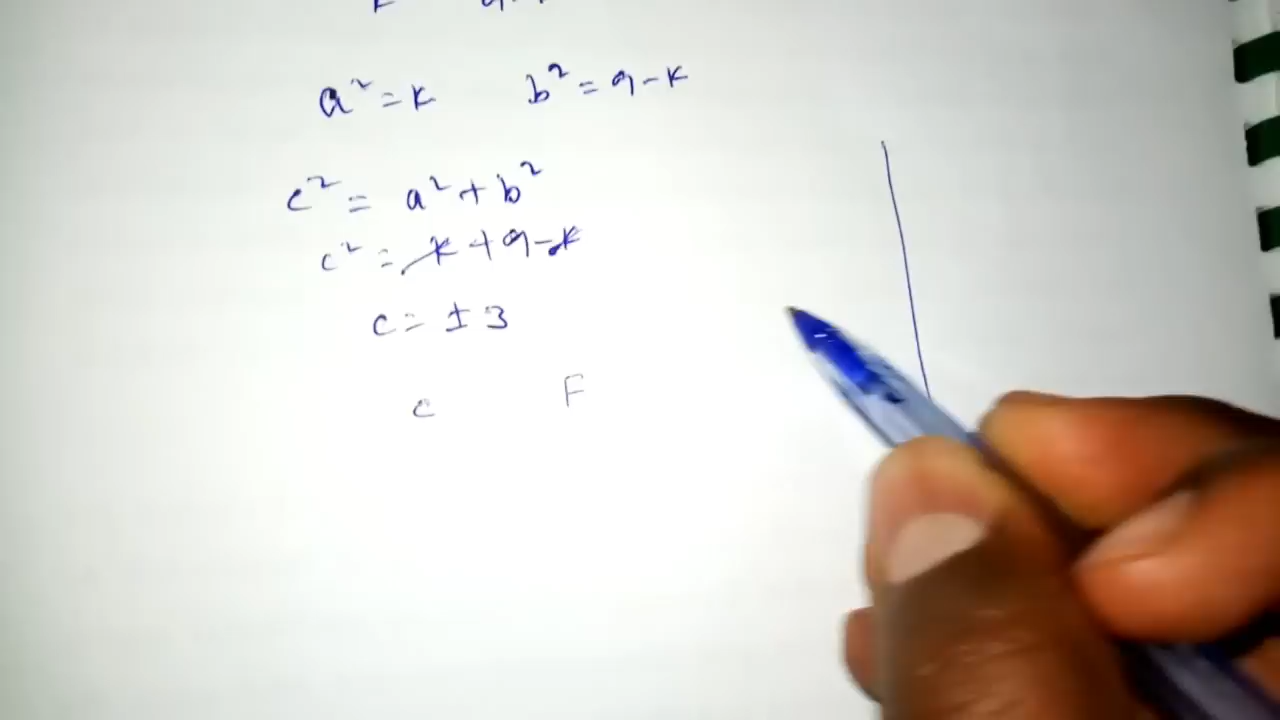 a² = k b² = 9 - k
c² = a² + b²
c² = k + 9 - k
c = ± 3
c F